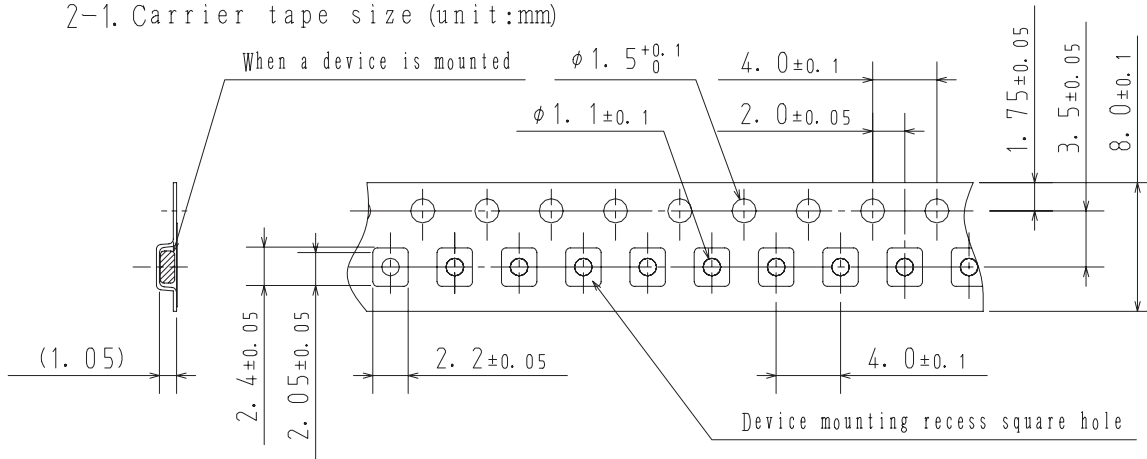 2-1. Carrier tape size (unit:mm)
When a device is mounted
φ1.5 +0.1 0
4.0±0.1
φ1.1±0.1
2.0±0.05
1.75±0.05
3.5±0.05
8.0±0.1
(1.05)
2.4±0.05
2.05±0.05
2.2±0.05
4.0±0.1
Device mounting recess square hole